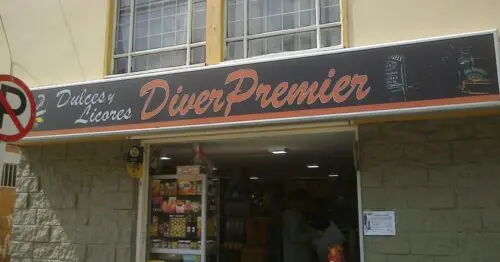 Dulces y
Licores
DiverPremier
P